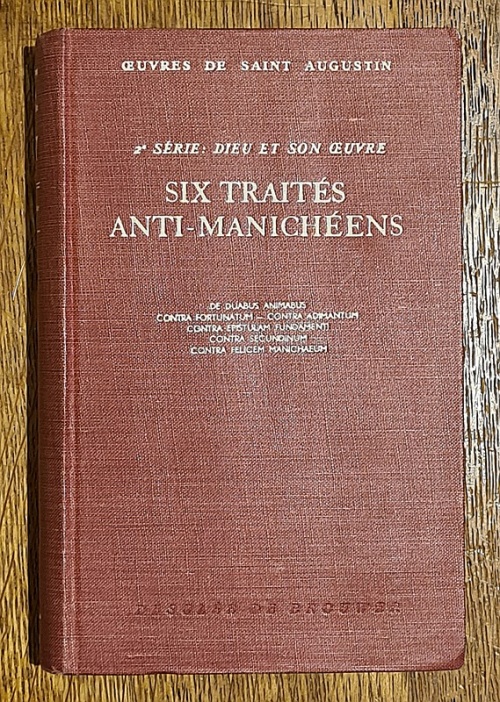 ŒUVRES DE SAINT AUGUSTIN
2e SÉRIE: DIEU ET SON ŒUVRE
SIX TRAITÉS
ANTI-MANICHÉENS
DE DUABUS ANIMABUS
CONTRA FORTUNATUM — CONTRA ADIMANTUM
CONTRA EPISTULAM FUNDAMENTI
CONTRA SECUNDINUM
CONTRA FELICEM MANICHAEUM
DESCLÉE DE BROUWER